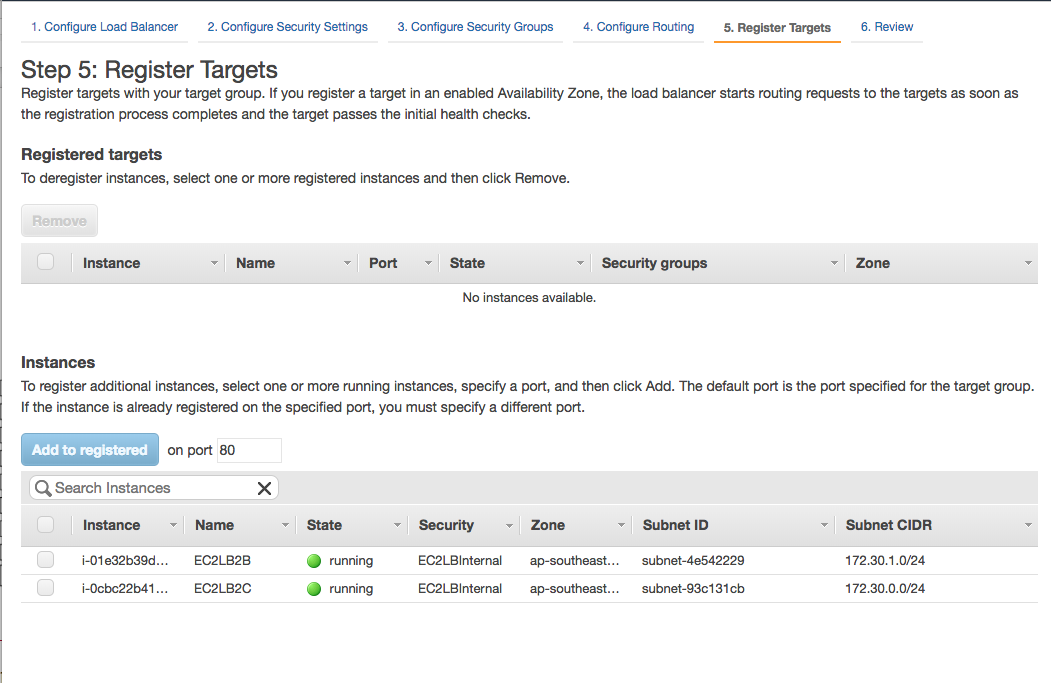 1. Configure Load Balancer 2. Configure Security Settings 3. Configure Security Groups 4. Configure Routing 5. Register Targets 6. Review
Step 5: Register Targets
Register targets with your target group. If you register a target in an enabled Availability Zone, the load balancer starts routing requests to the targets as soon as
the registration process completes and the target passes the initial health checks.
Registered targets
To deregister instances, select one or more registered instances and then click Remove.
Remove
Instance Name Port State Security groups Zone
No instances available.
Instances
To register additional instances, select one or more running instances, specify a port, and then click Add. The default port is the port specified for the target group.
If the instance is already registered on the specified port, you must specify a different port.
Add to registered on port 80
Search Instances
Instance Name State Security Zone Subnet ID Subnet CIDR
i-01e32b39d... EC2LB2B running EC2LBInternal ap-southeast... subnet-4e542229 172.30.1.0/24
i-0cbc22b41... EC2LB2C running EC2LBInternal ap-southeast... subnet-93c131cb 172.30.0.0/24